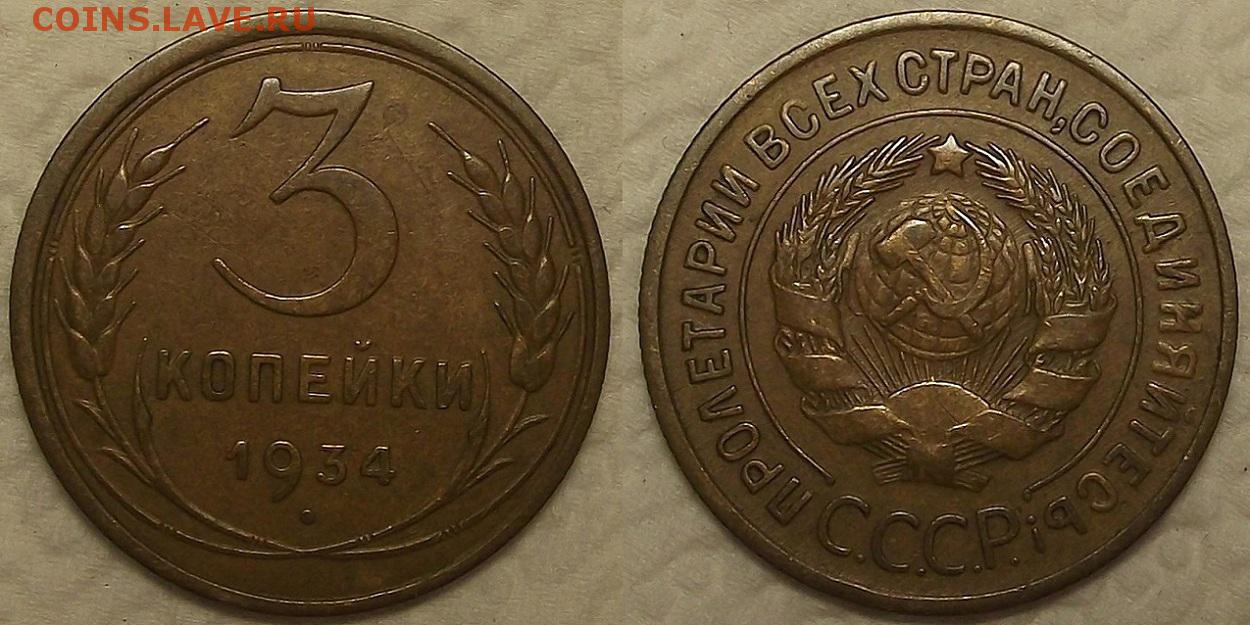 COINS.LAVE.RU
3
КОПЕЙКИ
1934
ПРОЛЕТАРИИ ВСЕХ СТРАН, СОЕДИНЯЙТЕСЬ!
С.С.С.Р.